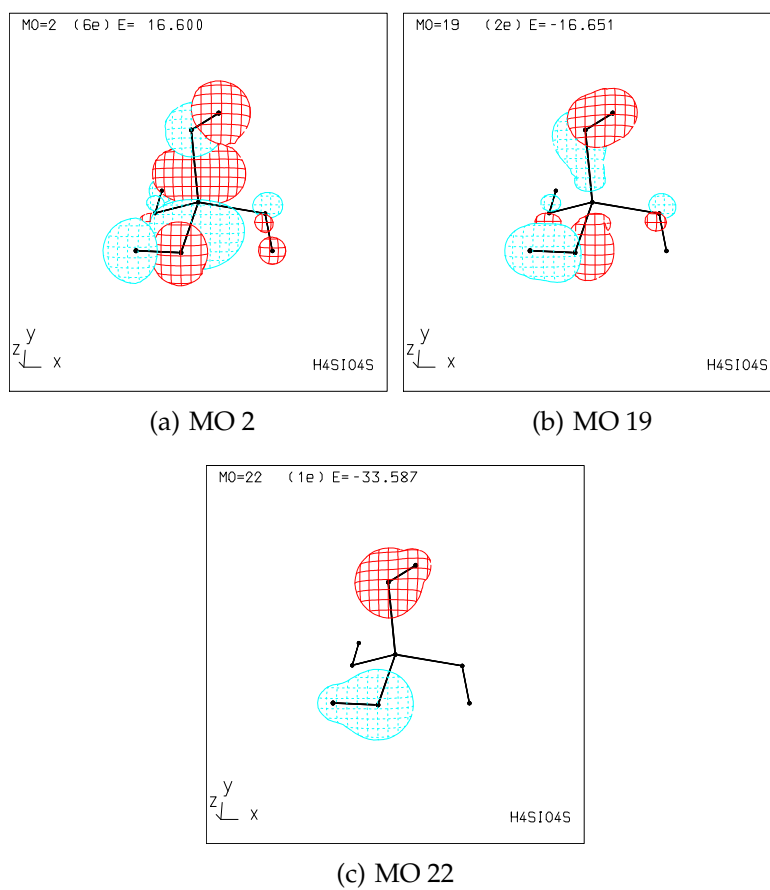 MO=2 (6e) E= 16.600
MO=19 (2e) E=-16.651
y
z
x
H4SIO4S
y
z
x
H4SIO4S
(a) MO 2
(b) MO 19
MO=22 (1e) E=-33.587
y
z
x
H4SIO4S
(c) MO 22